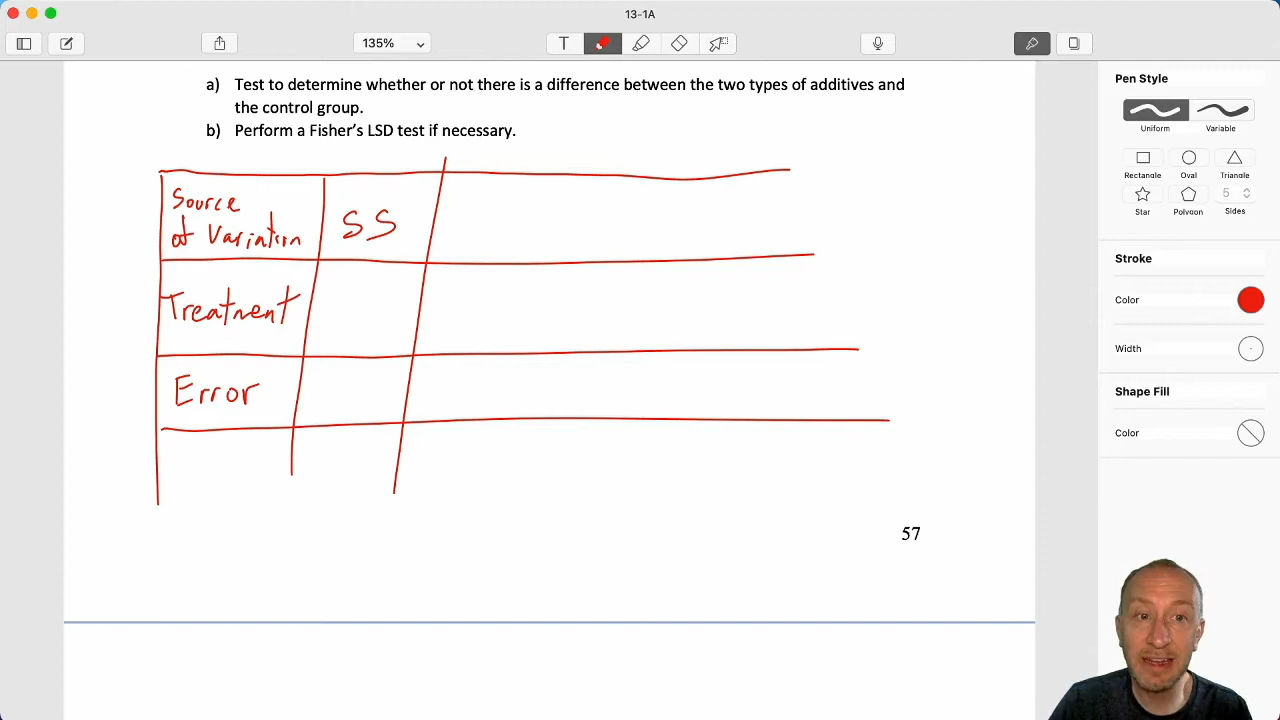 13-1A
135%
T
a) Test to determine whether or not there is a difference between the two types of additives and
the control group.
b) Perform a Fisher's LSD test if necessary.
Source
of Variation
SS
Treatment
Error
57
Pen Style
Uniform
Variable
Rectangle
Oval
Triangle
Star
Polygon
5
Sides
Stroke
Color
Width
Shape Fill
Color